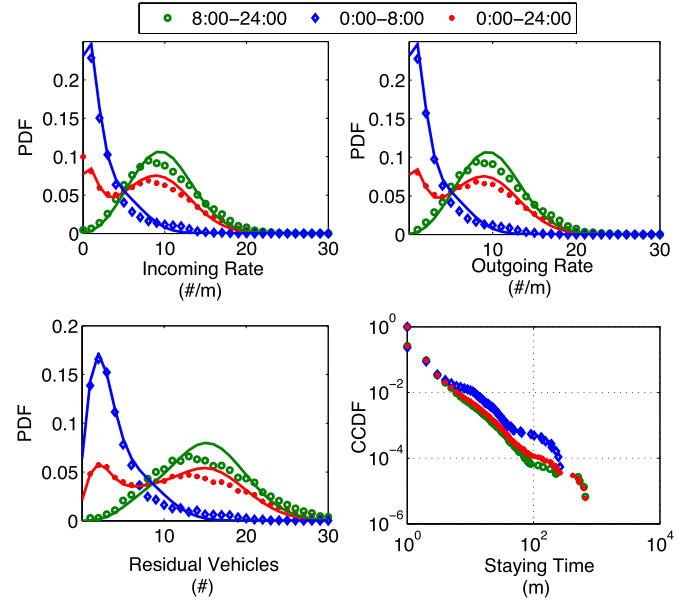 8:00−24:00 0:00−8:00 0:00−24:00
0.2
0.15
0.1
0.05
0
PDF
0 10 20 30
Incoming Rate
(#/m)
0.2
0.15
0.1
0.05
0
PDF
0 10 20 30
Outgoing Rate
(#/m)
0.2
0.15
0.1
0.05
0
PDF
0 10 20 30
Residual Vehicles
(#)
10^0
10^−2
10^−4
10^−6
CCDF
10^0 10^2 10^4
Staying Time
(m)